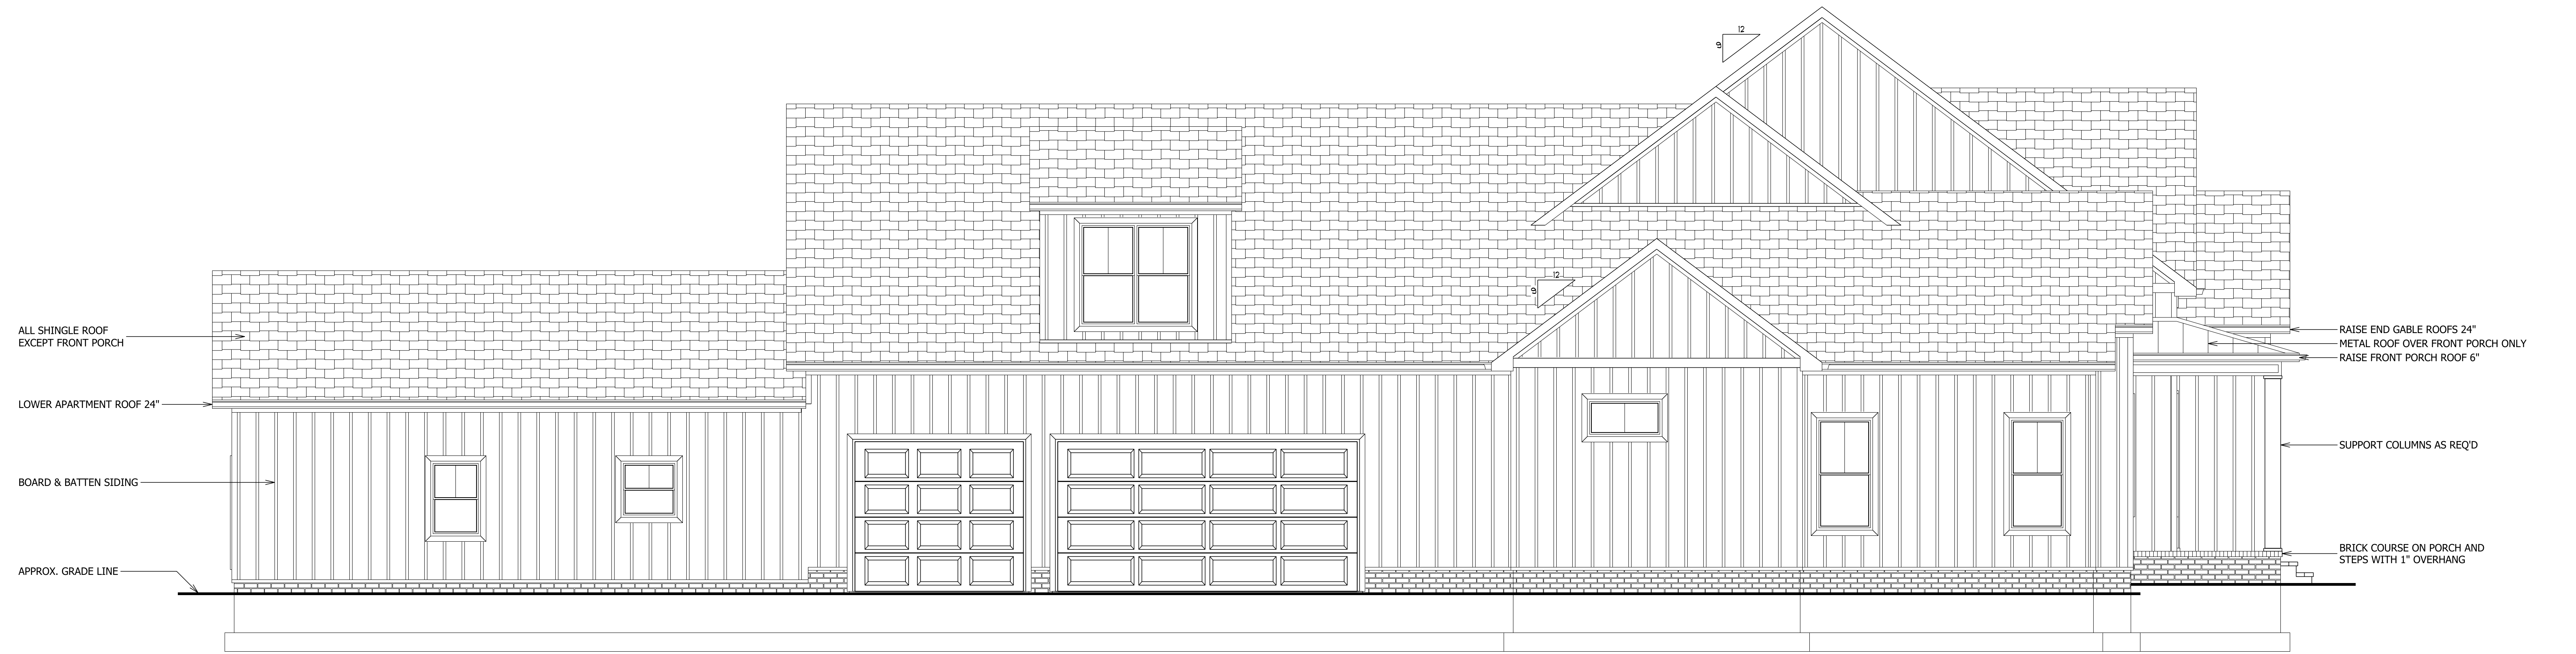 12
9
12
9
ALL SHINGLE ROOF
EXCEPT FRONT PORCH
LOWER APARTMENT ROOF 24"
BOARD & BATTEN SIDING
APPROX. GRADE LINE
RAISE END GABLE ROOFS 24"
METAL ROOF OVER FRONT PORCH ONLY
RAISE FRONT PORCH ROOF 6"
SUPPORT COLUMNS AS REQ'D
BRICK COURSE ON PORCH AND
STEPS WITH 1" OVERHANG